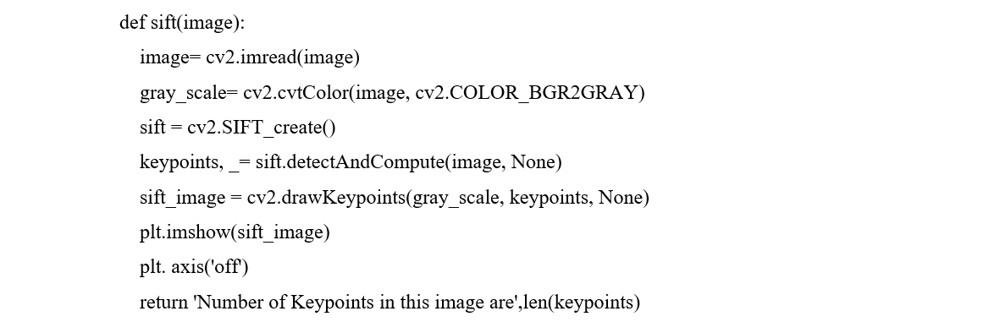 def sift(image):
image= cv2.imread(image)
gray_scale= cv2.cvtColor(image, cv2.COLOR_BGR2GRAY)
sift = cv2.SIFT_create()
keypoints, _= sift.detectAndCompute(image, None)
sift_image = cv2.drawKeypoints(gray_scale, keypoints, None)
plt.imshow(sift_image)
plt. axis('off')
return 'Number of Keypoints in this image are',len(keypoints)